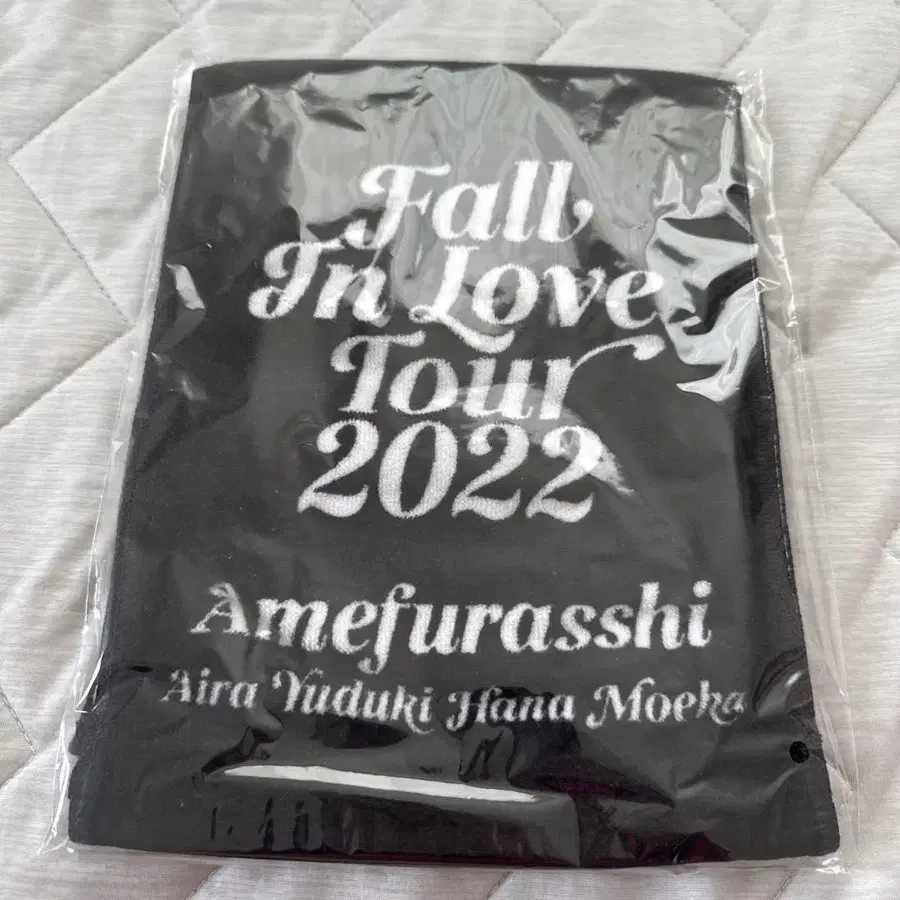 Fall
In Love
Tour
2022
Amefurasshi
Aira Yuduki Hana Moeka